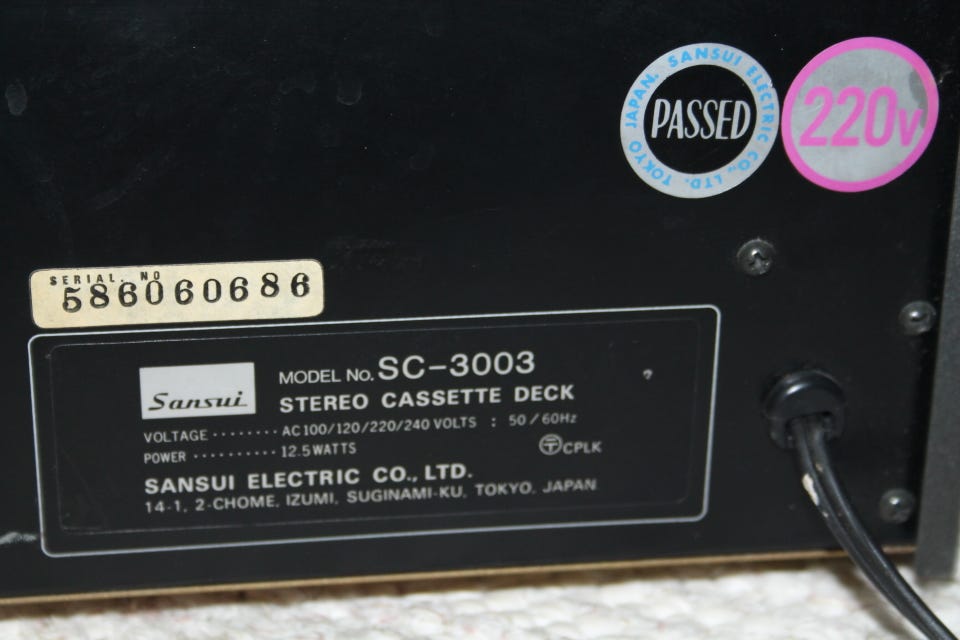 SANSUI ELECTRIC CO., LTD. TOKYO JAPAN.
PASSED
220V
SERIAL. NO
586060686
Sansui
MODEL No. SC-3003
STEREO CASSETTE DECK
VOLTAGE ········ AC100/120/220/240 VOLTS : 50/60Hz
POWER ·········· 12.5 WATTS
CPLK
SANSUI ELECTRIC CO., LTD.
14-1, 2-CHOME, IZUMI, SUGINAMI-KU, TOKYO, JAPAN